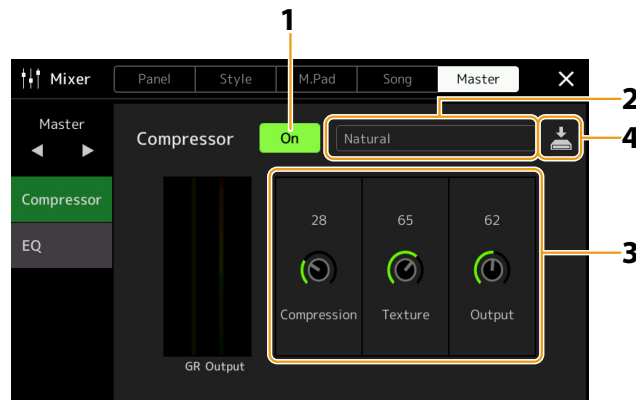 1
Mixer Panel Style M.Pad Song Master ×
2
Master Compressor On Natural
4
Compressor
28 65 62
EQ
3
Compression Texture Output
GR Output